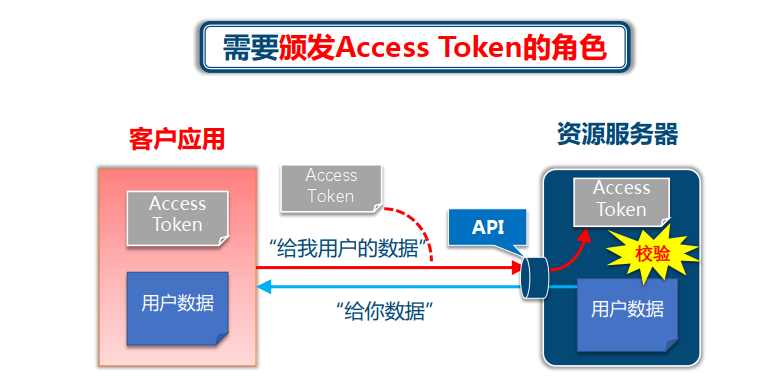 需要颁发Access Token的角色
客户应用
资源服务器
Access
Token
Access
Token
Access
Token
API
“给我用户的数据”
校验
用户数据
用户数据
“给你数据”